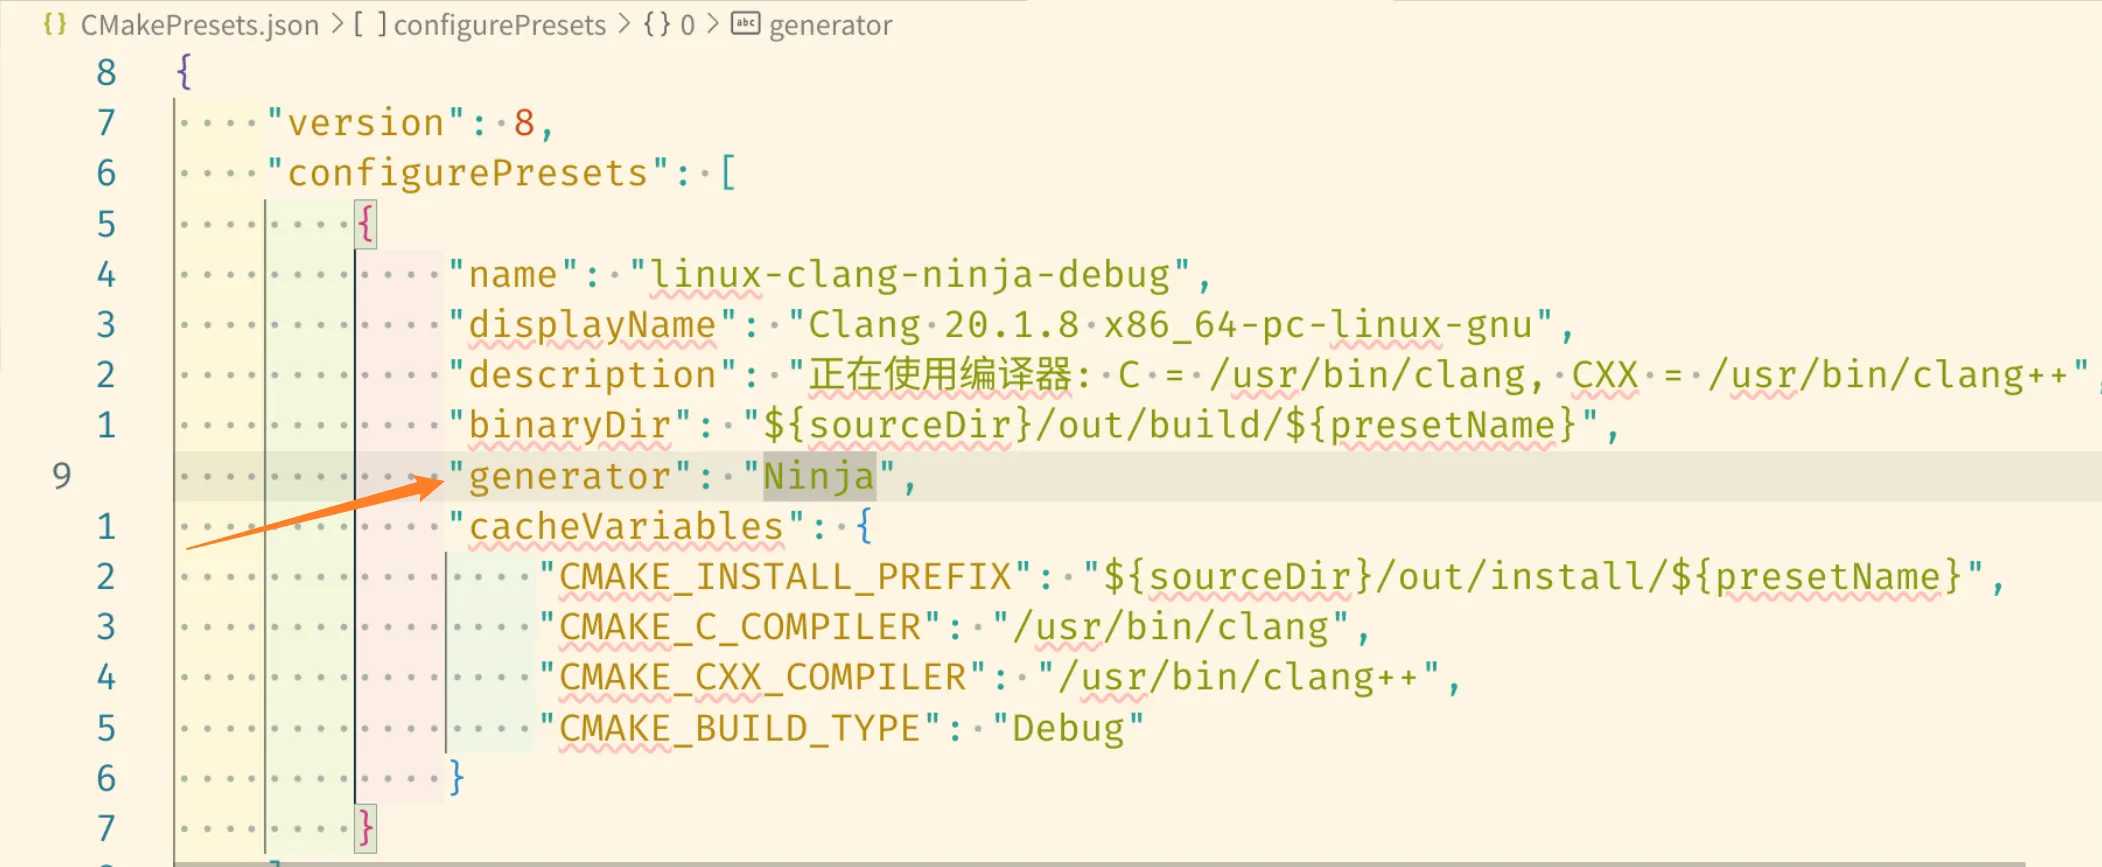 {} CMakePresets.json > [ ] configurePresets > {} 0 > abc generator
8 {
7 "version": 8,
6 "configurePresets": [
5 {
4 "name": "linux-clang-ninja-debug",
3 "displayName": "Clang 20.1.8 x86_64-pc-linux-gnu",
2 "description": "正在使用编译器: C = /usr/bin/clang, CXX = /usr/bin/clang++",
1 "binaryDir": "${sourceDir}/out/build/${presetName}",
9 "generator": "Ninja",
1 "cacheVariables": {
2 "CMAKE_INSTALL_PREFIX": "${sourceDir}/out/install/${presetName}",
3 "CMAKE_C_COMPILER": "/usr/bin/clang",
4 "CMAKE_CXX_COMPILER": "/usr/bin/clang++",
5 "CMAKE_BUILD_TYPE": "Debug"
6 }
7 }